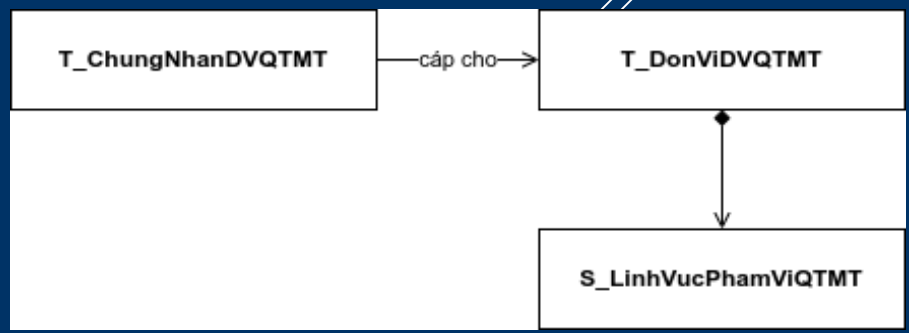 T_ChungNhanDVQTMT
cáp cho
T_DonViDVQTMT
S_LinhVucPhamViQTMT